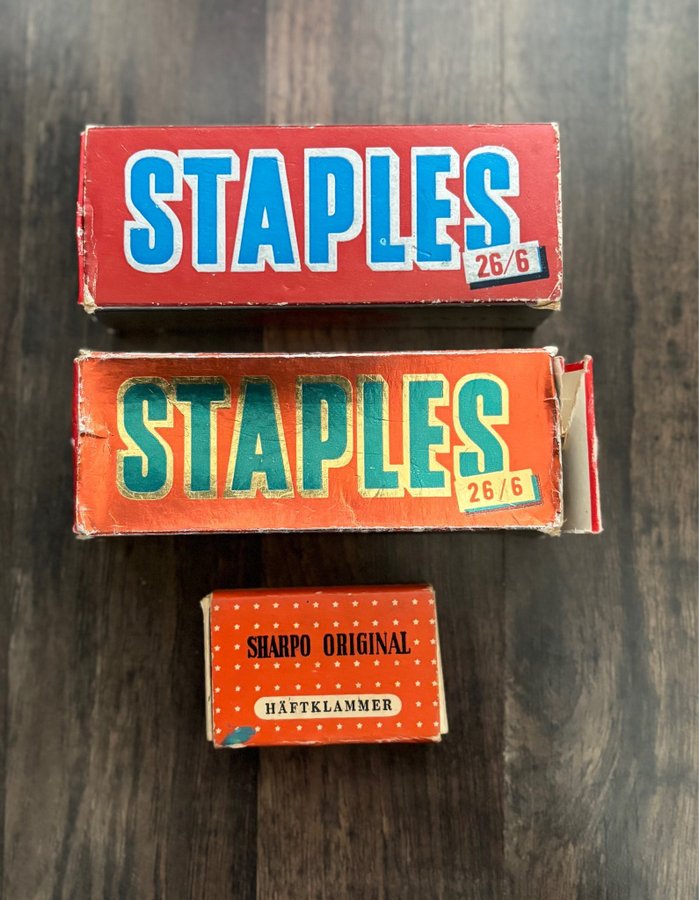 STAPLES
26/6
STAPLES
26/6
SHARPO ORIGINAL
HÄFTKLAMMER